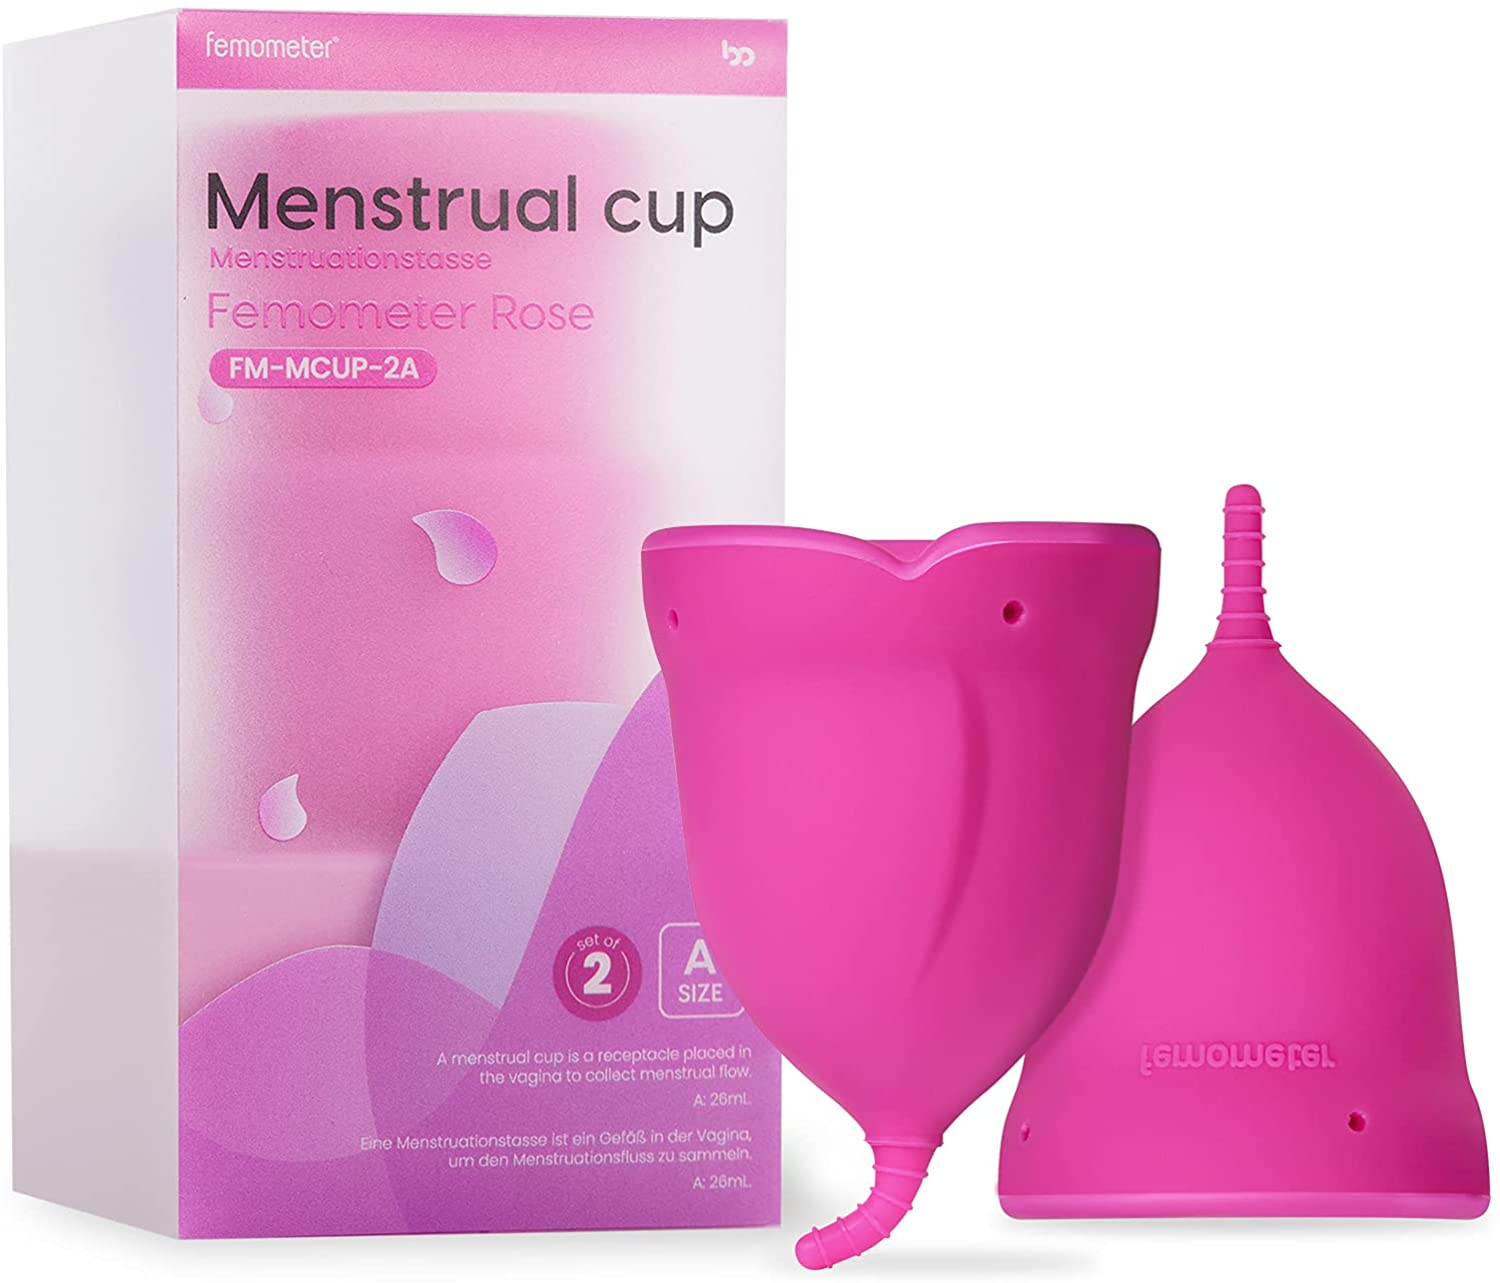 femometer®
Menstrual cup
Menstruationstasse
Femometer Rose
FM-MCUP-2A
set of
2
A
SIZE
A menstrual cup is a receptacle placed in
the vagina to collect menstrual flow.
A: 26mL.
Eine Menstruationstasse ist ein Gefäß in der Vagina,
um den Menstruationsfluss zu sammeln.
A: 26mL.
femometer